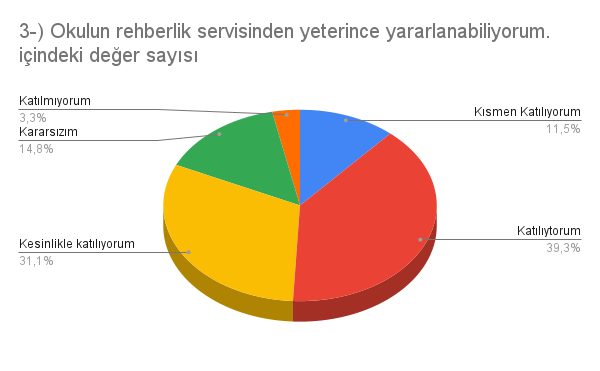 3-) Okulun rehberlik servisinden yeterince yararlanabiliyorum.
içindeki değer sayısı
Katılmıyorum
3,3%
Kararsızım
14,8%
Kesinlikle katılıyorum
31,1%
Kısmen Katılıyorum
11,5%
Katılıytorum
39,3%